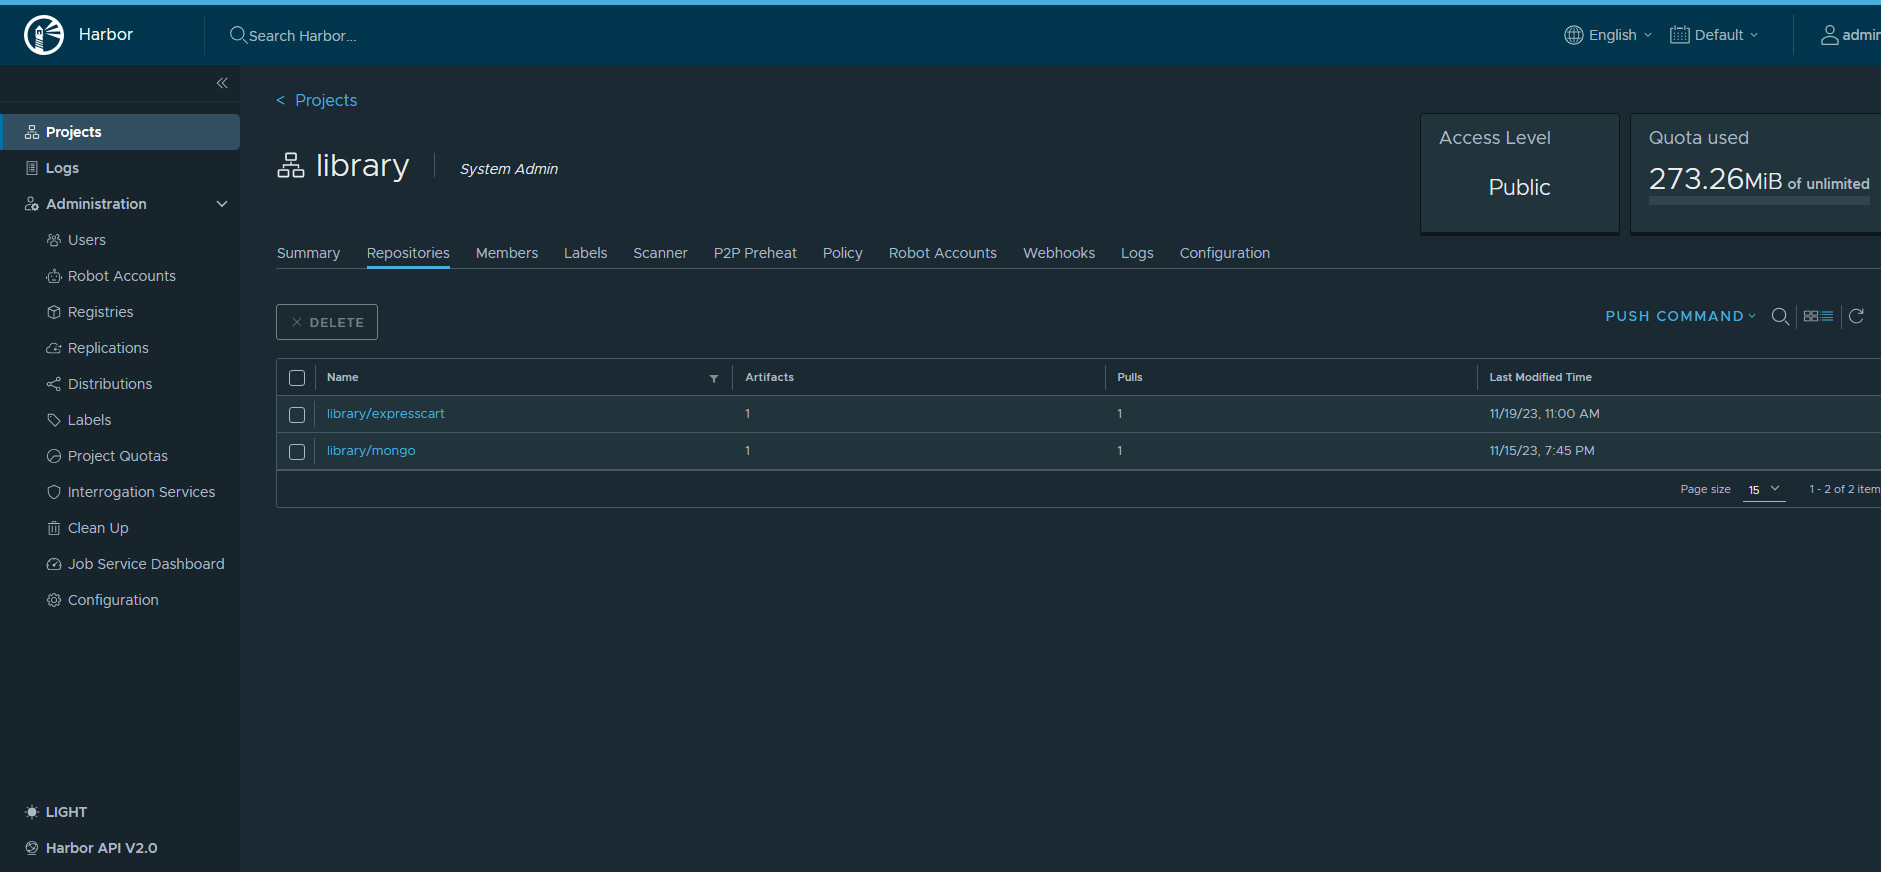 Harbor
Search Harbor...
English
Default
admin
Projects
Logs
Administration
Users
Robot Accounts
Registries
Replications
Distributions
Labels
Project Quotas
Interrogation Services
Clean Up
Job Service Dashboard
Configuration
LIGHT
Harbor API V2.0
< Projects
library
System Admin
Access Level
Public
Quota used
273.26MiB of unlimited
Summary Repositories Members Labels Scanner P2P Preheat Policy Robot Accounts Webhooks Logs Configuration
DELETE
PUSH COMMAND
Name Artifacts Pulls Last Modified Time
library/expresscart 1 1 11/19/23, 11:00 AM
library/mongo 1 1 11/15/23, 7:45 PM
Page size 15 1 - 2 of 2 item